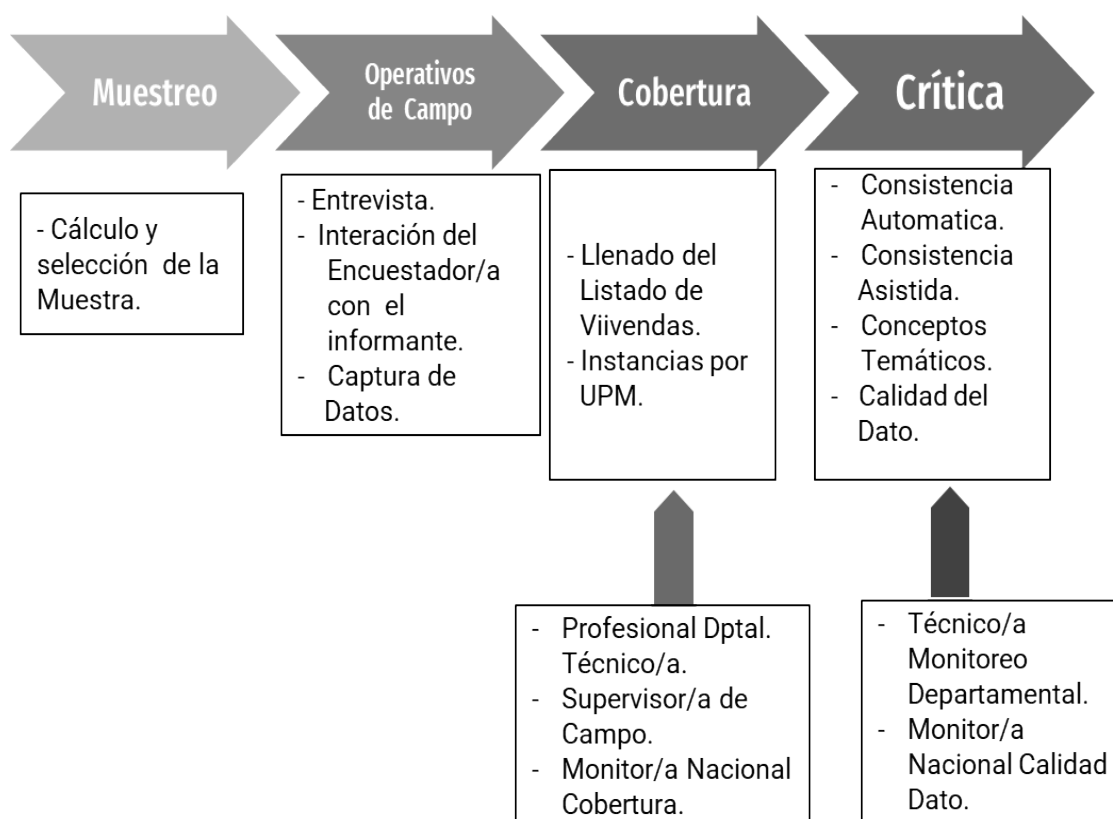 Muestreo
Operativos
de Campo
Cobertura
Crítica
- Cálculo y
selección de la
Muestra.
- Entrevista.
- Interación del
Encuestador/a
con el
informante.
- Captura de
Datos.
- Llenado del
Listado de
Viivendas.
- Instancias por
UPM.
- Consistencia
Automatica.
- Consistencia
Asistida.
- Conceptos
Temáticos.
- Calidad del
Dato.
- Profesional Dptal.
Técnico/a.
- Supervisor/a de
Campo.
- Monitor/a Nacional
Cobertura.
- Técnico/a
Monitoreo
Departamental.
- Monitor/a
Nacional Calidad
Dato.